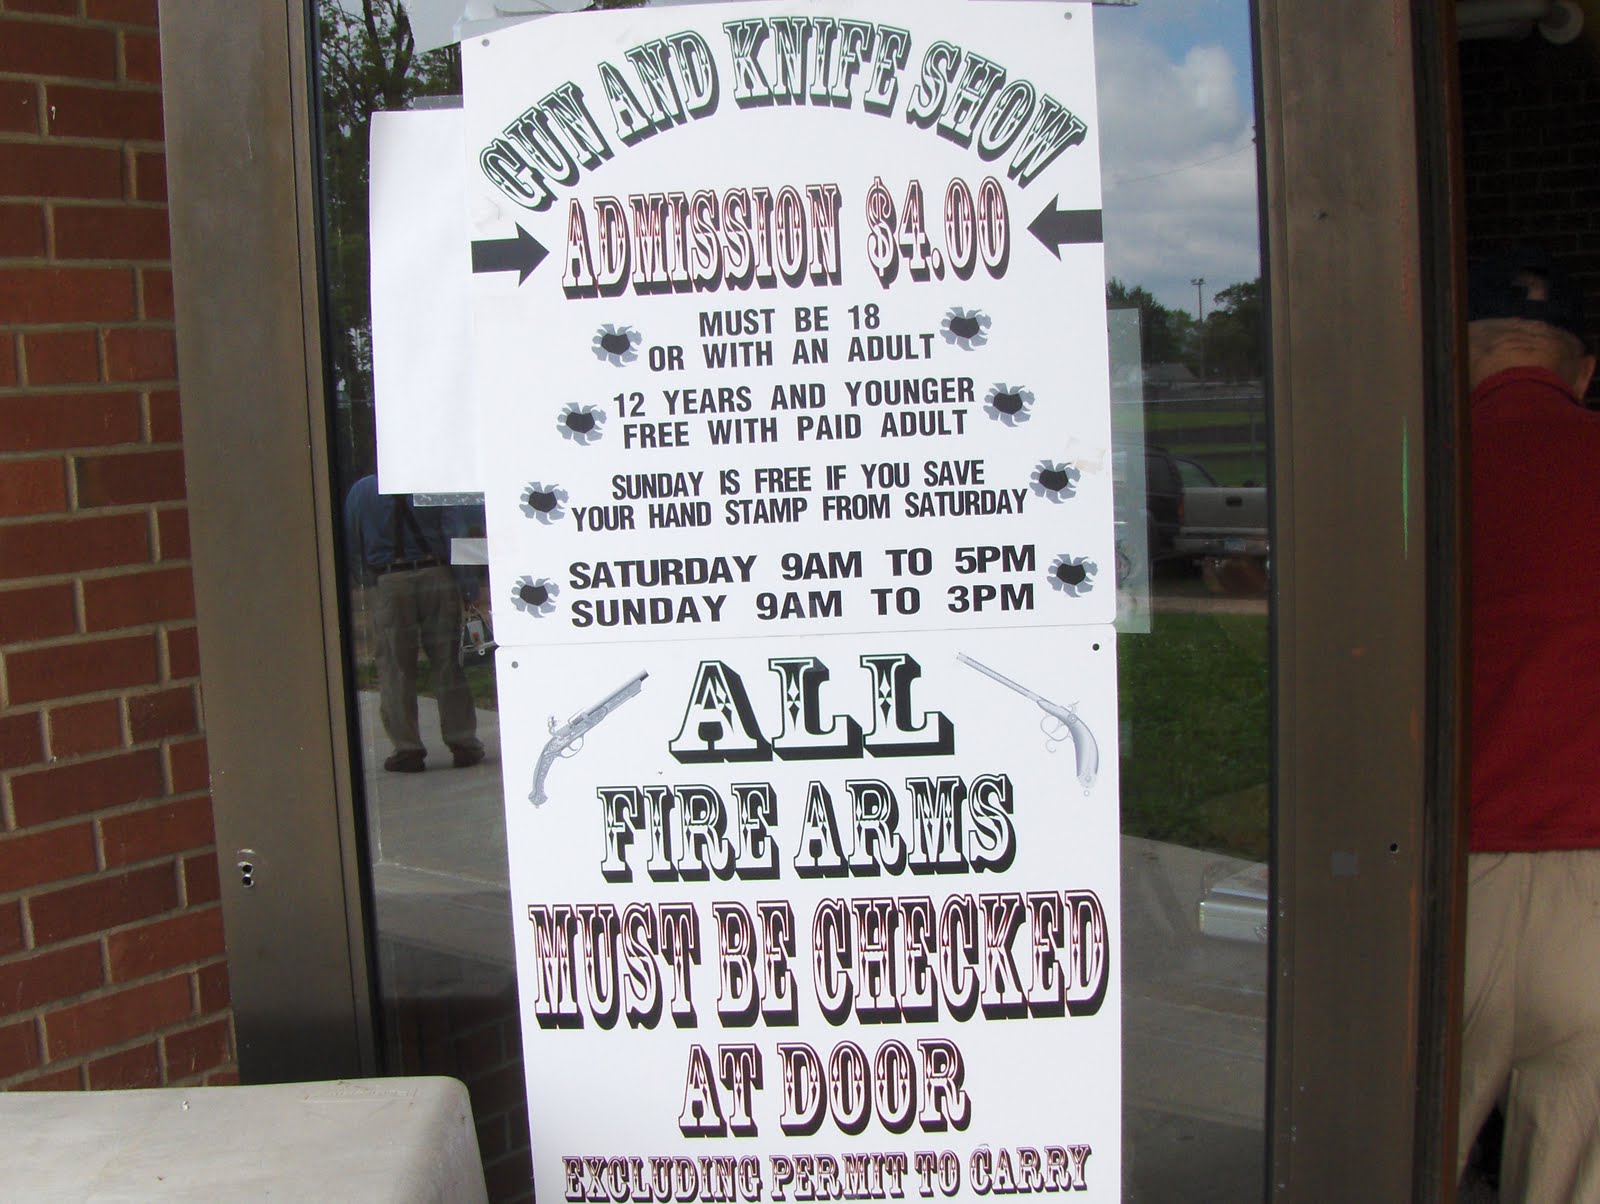 GUN AND KNIFE SHOW
ADMISSION $4.00
MUST BE 18
OR WITH AN ADULT
12 YEARS AND YOUNGER
FREE WITH PAID ADULT
SUNDAY IS FREE IF YOU SAVE
YOUR HAND STAMP FROM SATURDAY
SATURDAY 9AM TO 5PM
SUNDAY 9AM TO 3PM
ALL
FIRE ARMS
MUST BE CHECKED
AT DOOR
EXCLUDING PERMIT TO CARRY